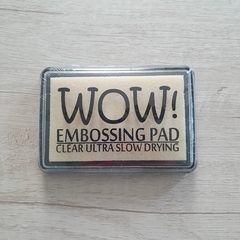 WOW!
EMBOSSING PAD
CLEAR ULTRA SLOW DRYING